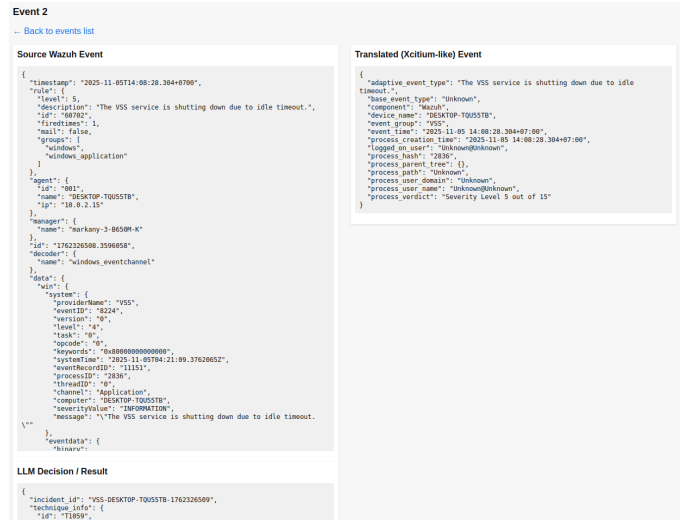 Event 2
← Back to events list
Source Wazuh Event
{
"timestamp": "2025-11-05T14:08:28.304+0700",
"rule": {
"level": 5,
"description": "The VSS service is shutting down due to idle timeout.",
"id": "60702",
"firedtimes": 1,
"mail": false,
"groups": [
"windows",
"windows_application"
]
},
"agent": {
"id": "001",
"name": "DESKTOP-TQU55TB",
"ip": "10.0.2.15"
},
"manager": {
"name": "markany-3-B650M-K"
},
"id": "1762326508.3596058",
"decoder": {
"name": "windows_eventchannel"
},
"data": {
"win": {
"system": {
"providerName": "VSS",
"eventID": "8224",
"version": "0",
"level": "4",
"task": "0",
"opcode": "0",
"keywords": "0x80000000000000",
"systemTime": "2025-11-05T04:21:09.3762065Z",
"eventRecordID": "11151",
"processID": "2836",
"threadID": "0",
"channel": "Application",
"computer": "DESKTOP-TQU55TB",
"severityValue": "INFORMATION",
"message": "\"The VSS service is shutting down due to idle timeout.
\""
},
"eventdata": {
"binary":
LLM Decision / Result
{
"incident_id": "VSS-DESKTOP-TQU55TB-1762326509",
"technique_info": {
"id": "T1059",
Translated (Xcitium-like) Event
{
"adaptive_event_type": "The VSS service is shutting down due to idle
timeout.",
"base_event_type": "Unknown",
"component": "Wazuh",
"device_name": "DESKTOP-TQU55TB",
"event_group": "VSS",
"event_time": "2025-11-05 14:08:28.304+07:00",
"process_creation_time": "2025-11-05 14:08:28.304+07:00",
"logged_on_user": "Unknown@Unknown",
"process_hash": "2836",
"process_parent_tree": {},
"process_path": "Unknown",
"process_user_domain": "Unknown",
"process_user_name": "Unknown@Unknown",
"process_verdict": "Severity Level 5 out of 15"
}